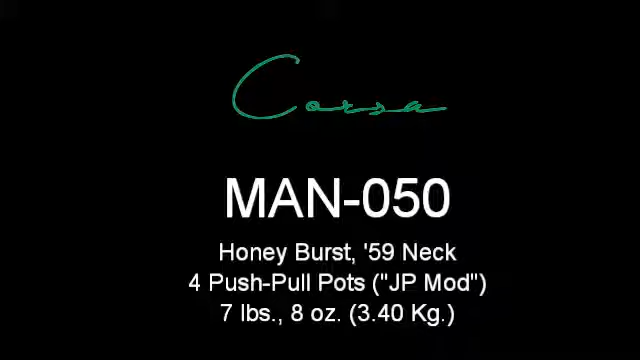 Corsa
MAN-050
Honey Burst, '59 Neck
4 Push-Pull Pots ("JP Mod")
7 lbs., 8 oz. (3.40 Kg.)